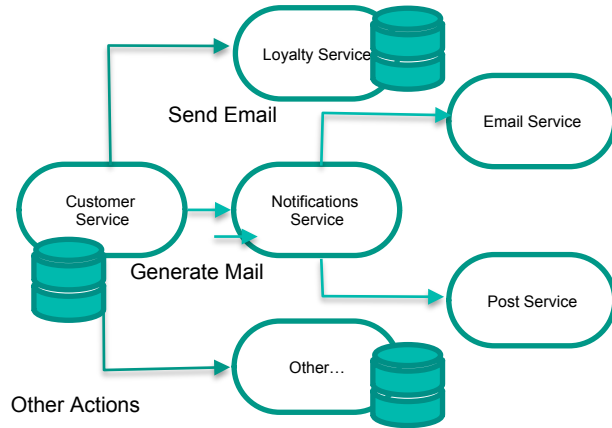 Loyalty Service
Send Email
Email Service
Customer
Service
Notifications
Service
Generate Mail
Post Service
Other…
Other Actions